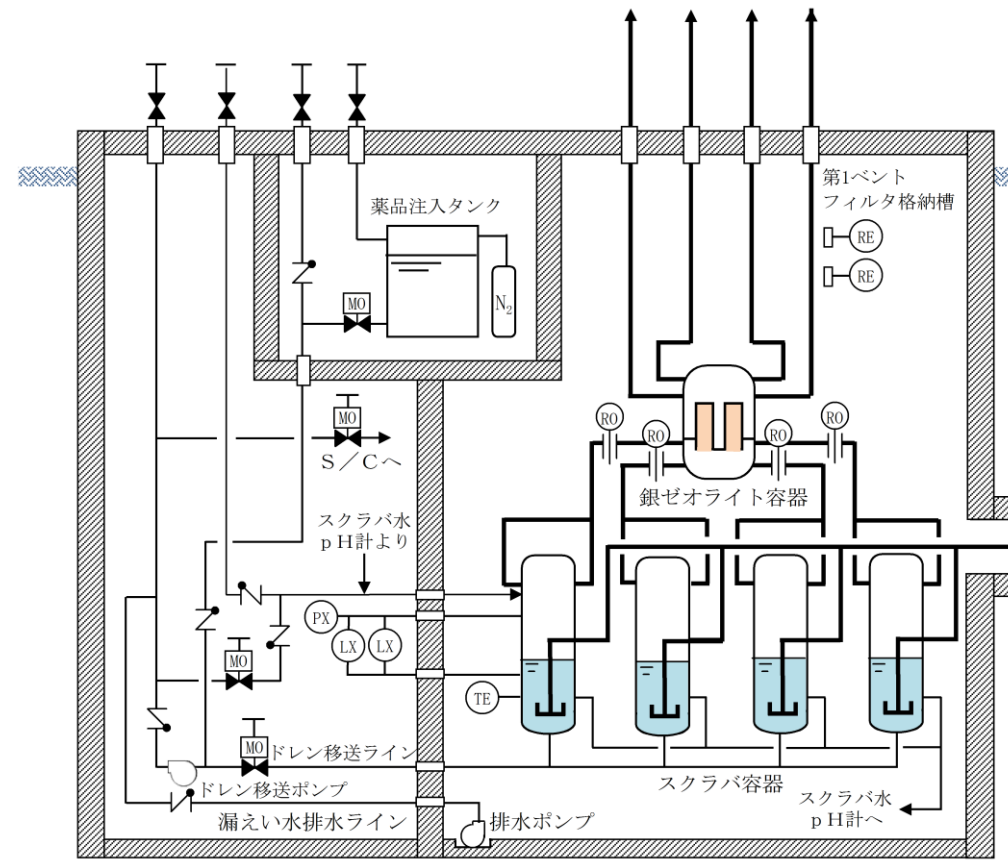 第1ベント
フィルタ格納槽
RE
RE
薬品注入タンク
MO
N2
MO
S／Cへ
RO
RO
RO
RO
銀ゼオライト容器
スクラバ水
pH計より
PX
LX
LX
MO
TE
MO
ドレン移送ライン
ドレン移送ポンプ
スクラバ容器
スクラバ水
pH計へ
漏えい水排水ライン
排水ポンプ